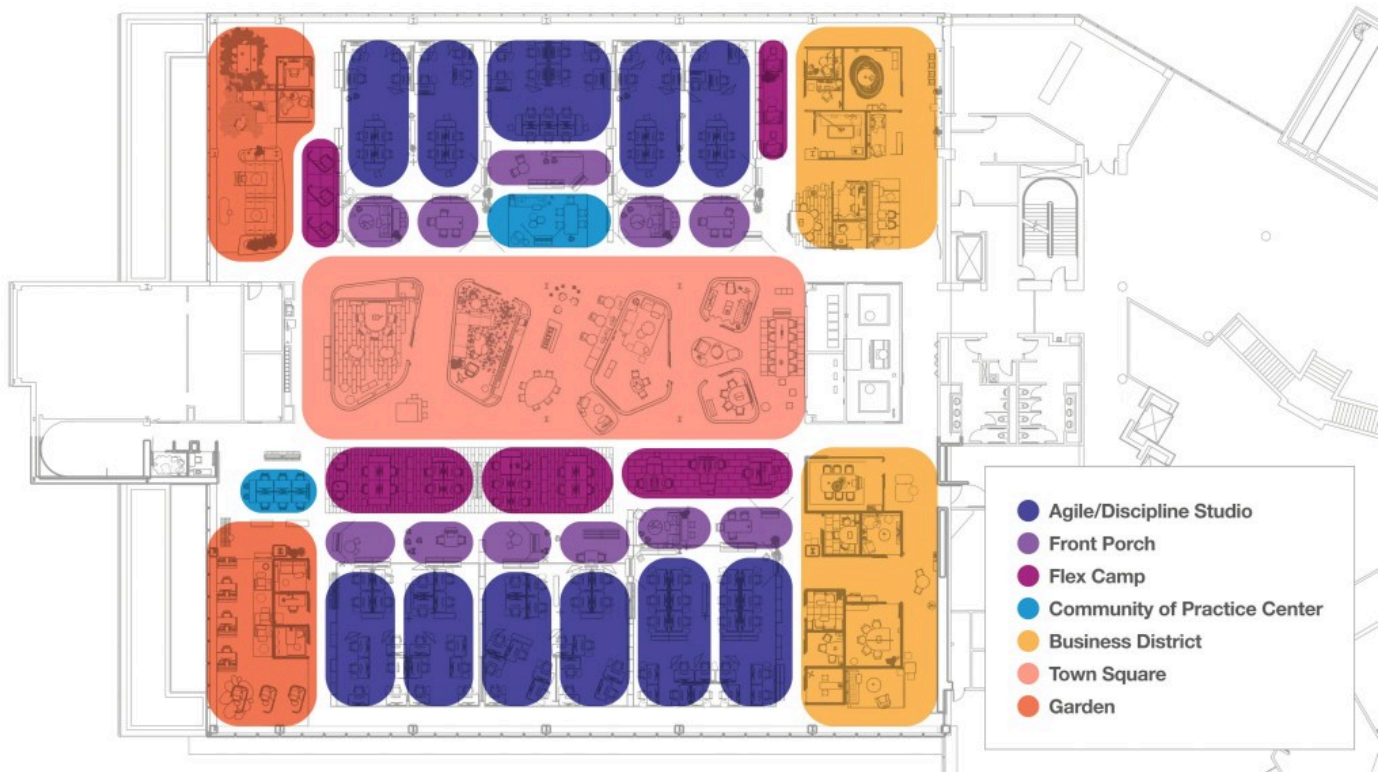 Agile/Discipline Studio
Front Porch
Flex Camp
Community of Practice Center
Business District
Town Square
Garden